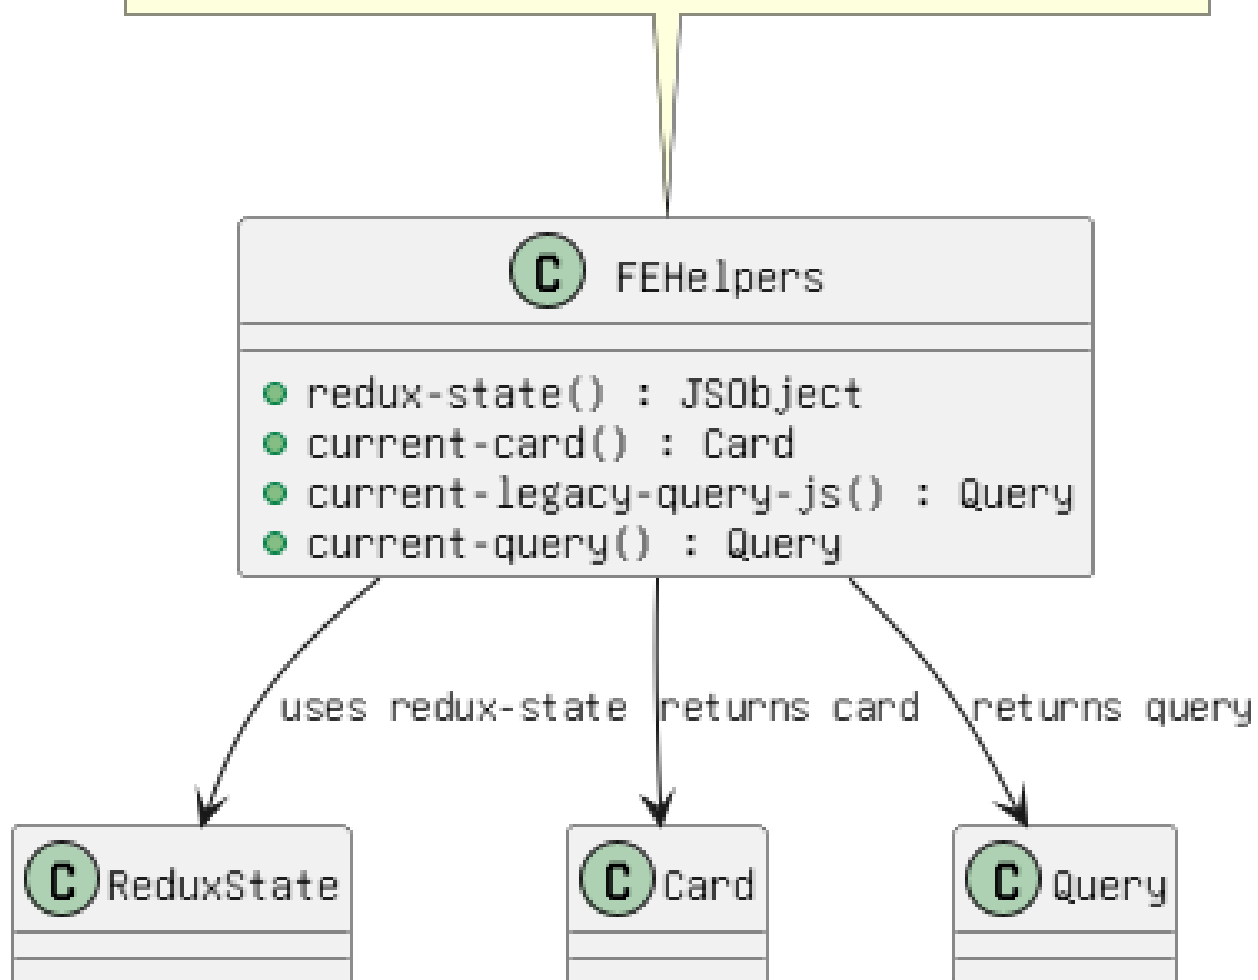 C FEHelpers
redux-state() : JSObject
current-card() : Card
current-legacy-query-js() : Query
current-query() : Query
uses redux-state
returns card
returns query
C ReduxState
C Card
C Query